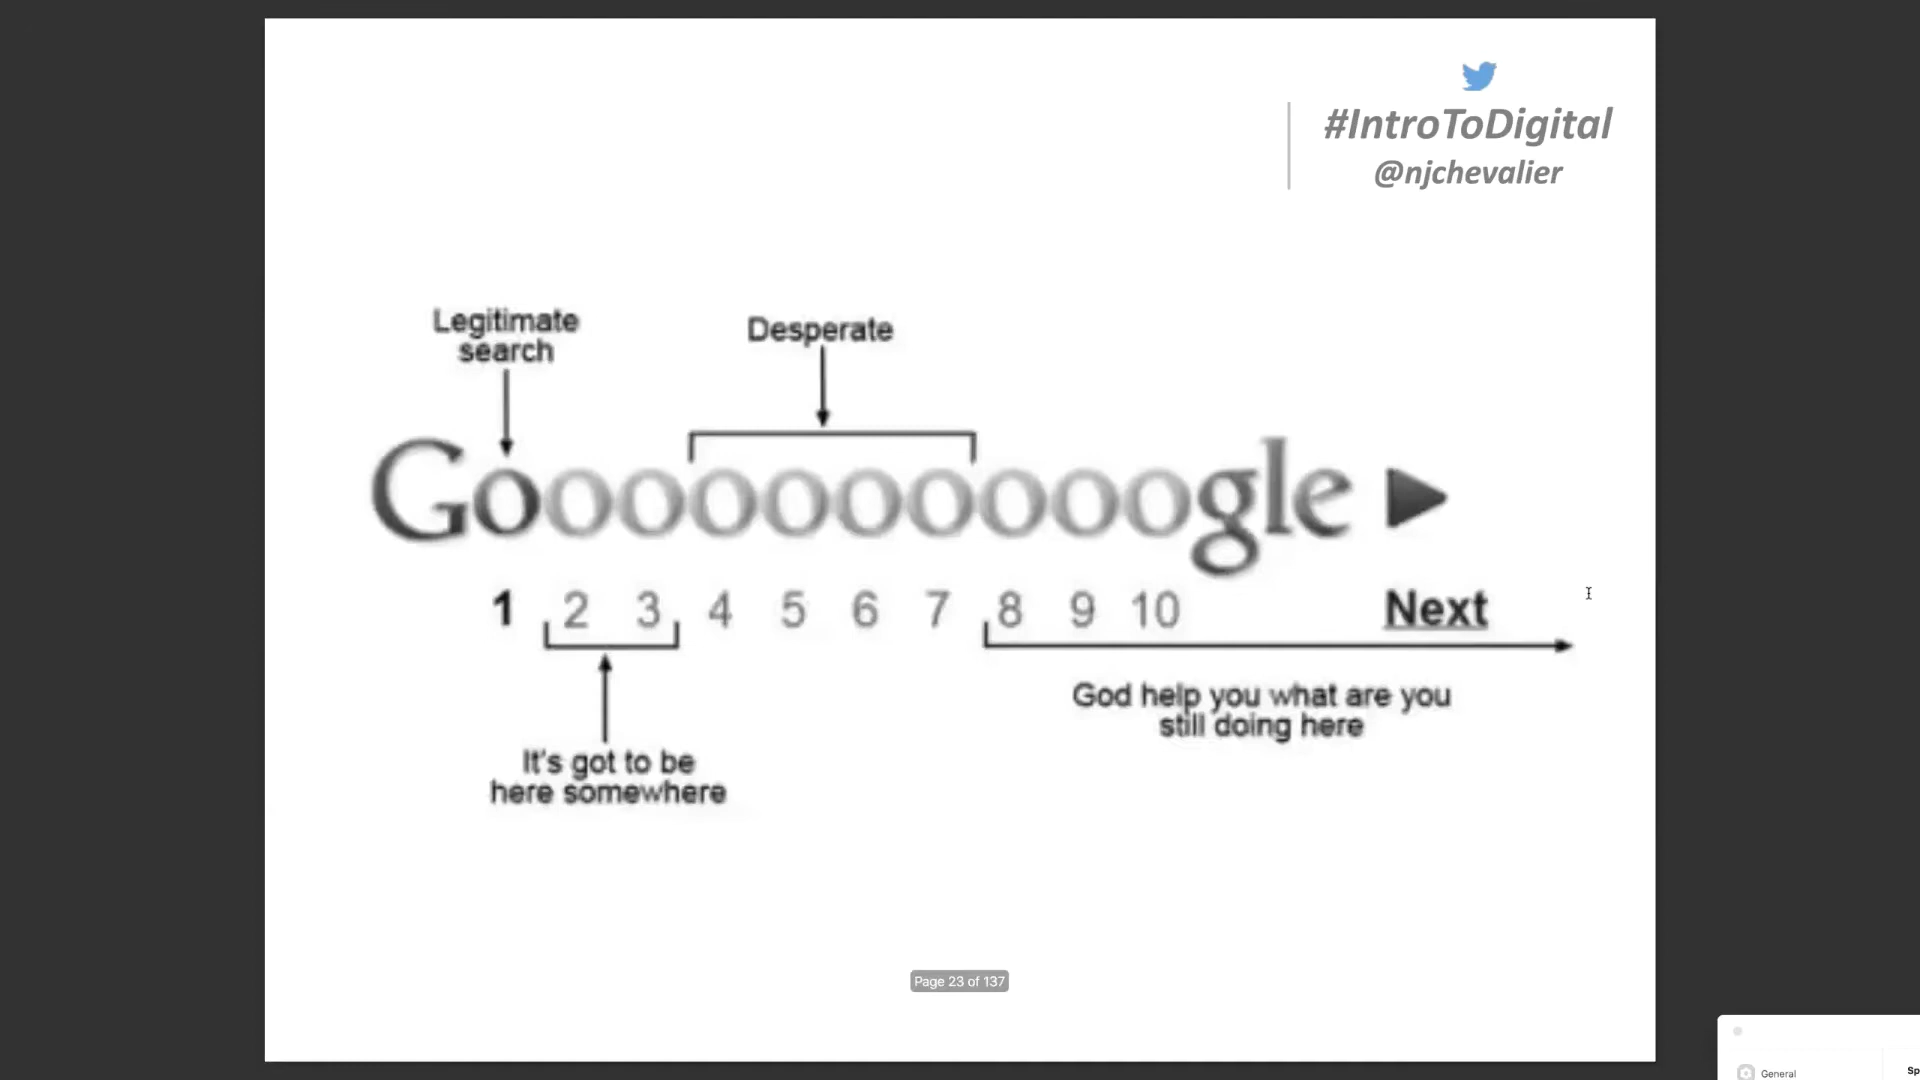 #IntroToDigital
@njchevalier
Legitimate
search
Desperate
Goooooooooogle
1 2 3 4 5 6 7 8 9 10 Next
God help you what are you
still doing here
It's got to be
here somewhere
Page 23 of 137
General
Sp